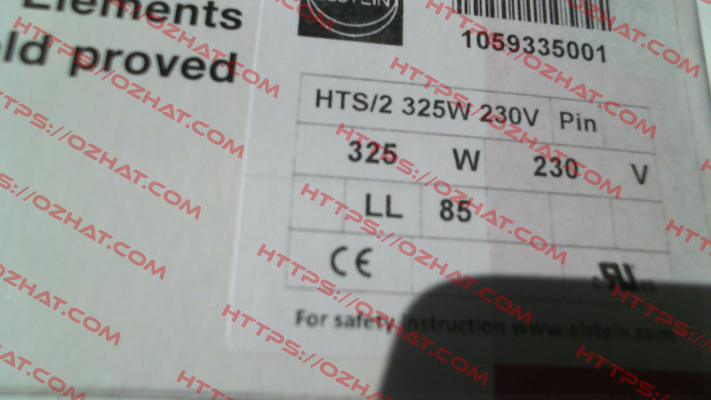 Elements
ld proved
ELSTEIN
1059335001
HTS/2 325W 230V Pin
325 W 230 V
LL 85
CE
For safety instruction www.elstein.com
HTTPS://OZHAT.COM